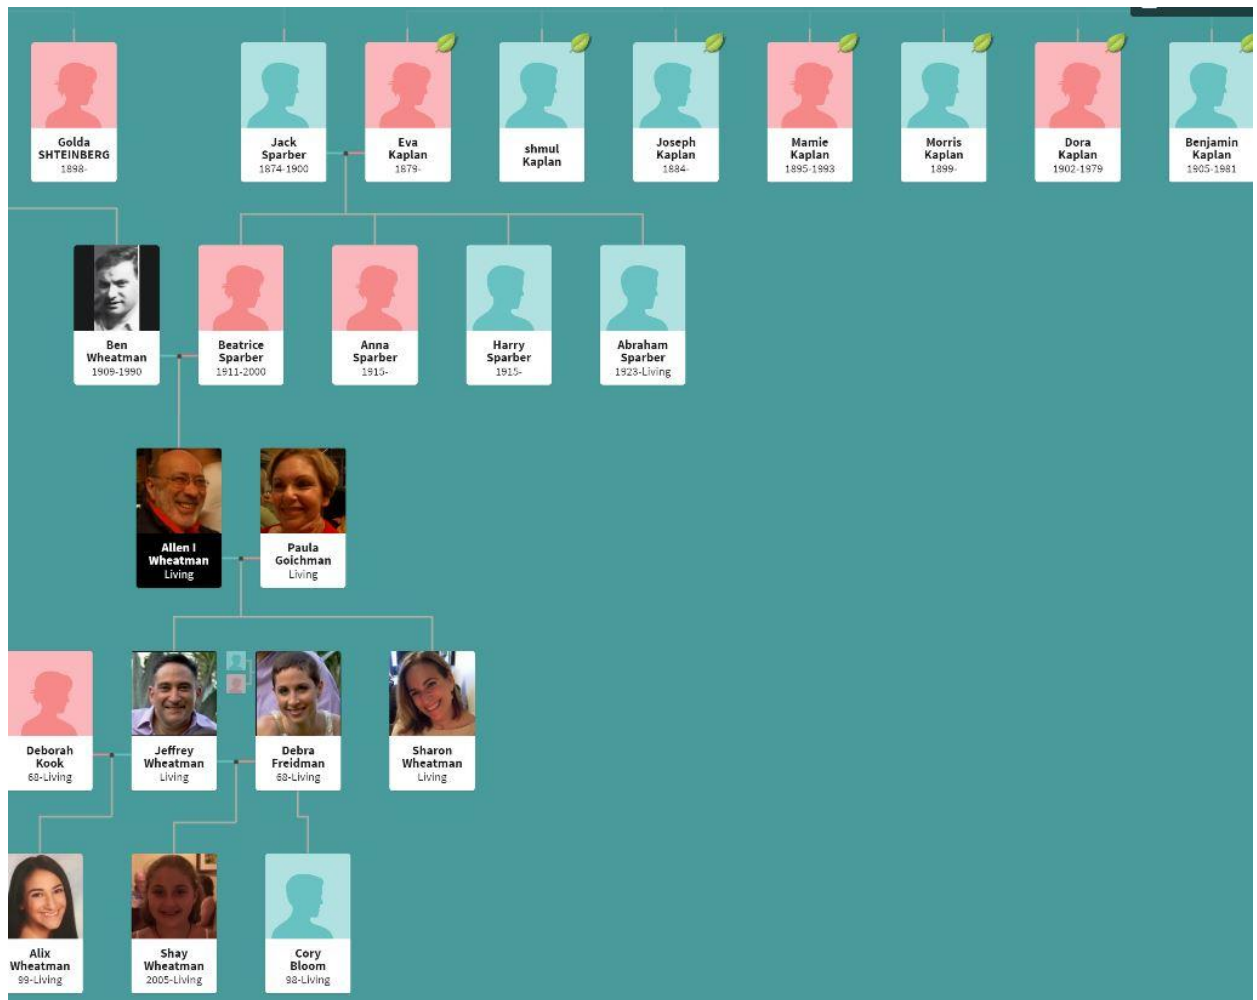 Golda
SHTEINBERG
1898-
Jack
Sparber
1874-1900
Eva
Kaplan
1879-
shmul
Kaplan
Joseph
Kaplan
1884-
Mamie
Kaplan
1895-1993
Morris
Kaplan
1899-
Dora
Kaplan
1902-1979
Benjamin
Kaplan
1905-1981
Ben
Wheatman
1909-1990
Beatrice
Sparber
1911-2000
Anna
Sparber
1915-
Harry
Sparber
1915-
Abraham
Sparber
1923-Living
Allen I
Wheatman
Living
Paula
Goichman
Living
Deborah
Kook
68-Living
Jeffrey
Wheatman
Living
Debra
Freidman
68-Living
Sharon
Wheatman
Living
Alix
Wheatman
99-Living
Shay
Wheatman
2005-Living
Cory
Bloom
98-Living